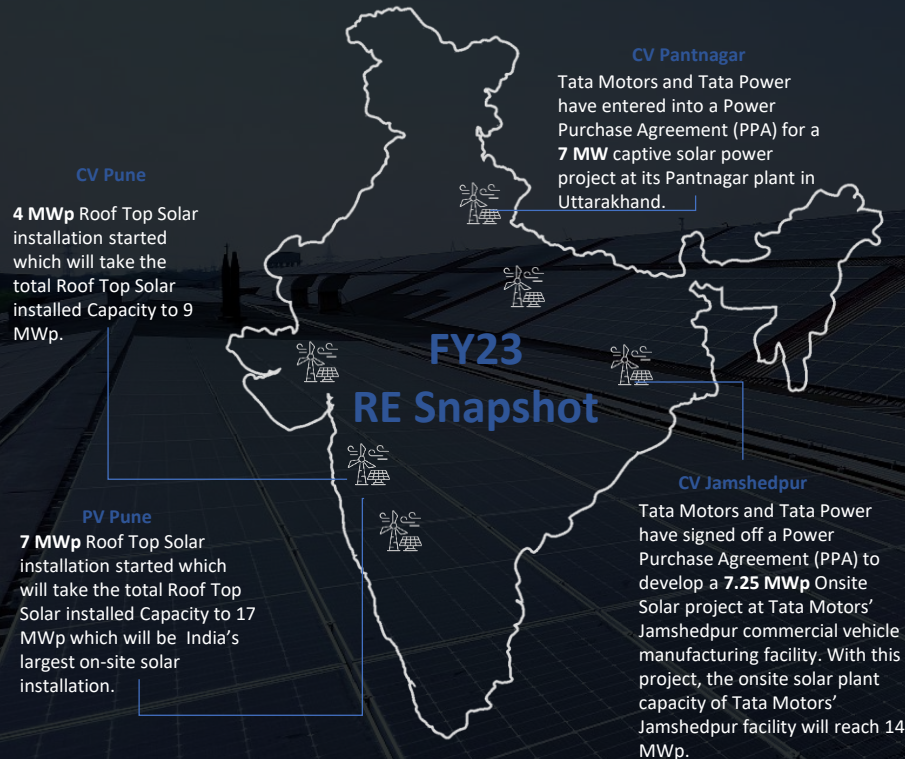 CV Pantnagar
Tata Motors and Tata Power
have entered into a Power
Purchase Agreement (PPA) for a
7 MW captive solar power
project at its Pantnagar plant in
Uttarakhand.
CV Pune
4 MWp Roof Top Solar
installation started
which will take the
total Roof Top Solar
installed Capacity to 9
MWp.
FY23
RE Snapshot
PV Pune
7 MWp Roof Top Solar
installation started which
will take the total Roof Top
Solar installed Capacity to 17
MWp which will be India’s
largest on-site solar
installation.
CV Jamshedpur
Tata Motors and Tata Power
have signed off a Power
Purchase Agreement (PPA) to
develop a 7.25 MWp Onsite
Solar project at Tata Motors’
Jamshedpur commercial vehicle
manufacturing facility. With this
project, the onsite solar plant
capacity of Tata Motors’
Jamshedpur facility will reach 14
MWp.